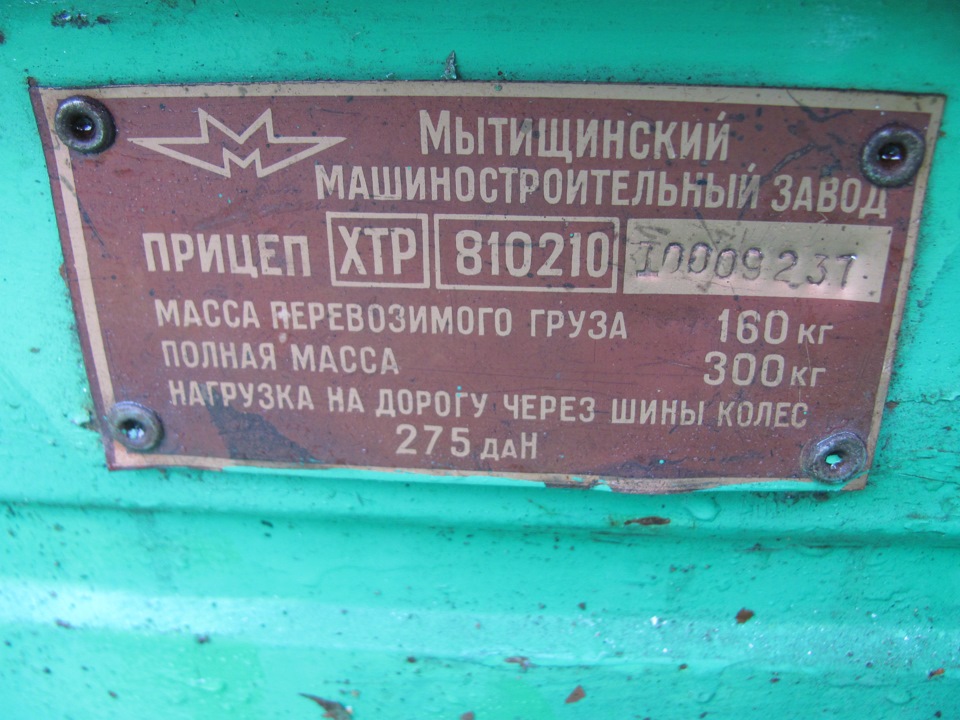 МЫТИЩИНСКИЙ
МАШИНОСТРОИТЕЛЬНЫЙ ЗАВОД
ПРИЦЕП ХТР 810210 10009237
МАССА ПЕРЕВОЗИМОГО ГРУЗА 160 КГ
ПОЛНАЯ МАССА 300 КГ
НАГРУЗКА НА ДОРОГУ ЧЕРЕЗ ШИНЫ КОЛЕС
275 даН